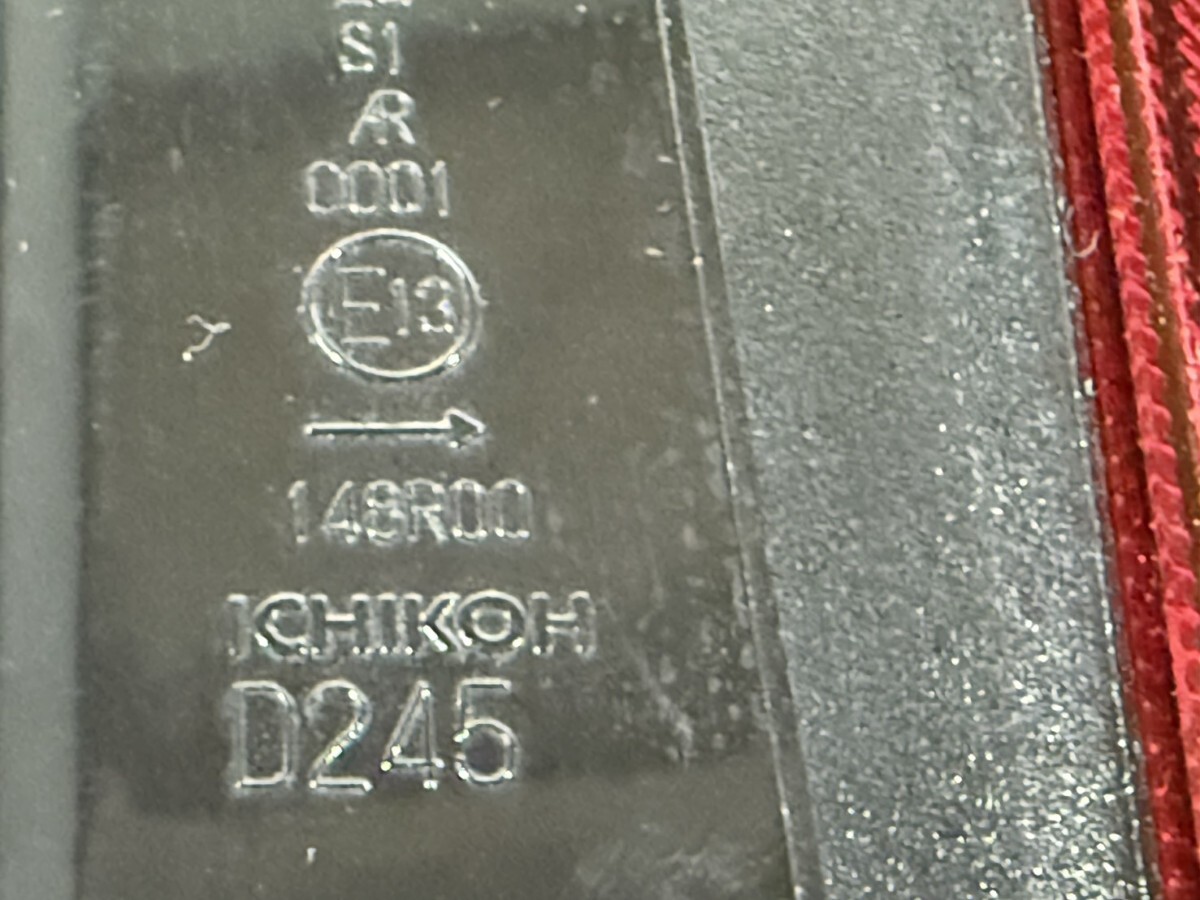 S1
AR
0001
E13
→
148R00
ICHIKOH
D245